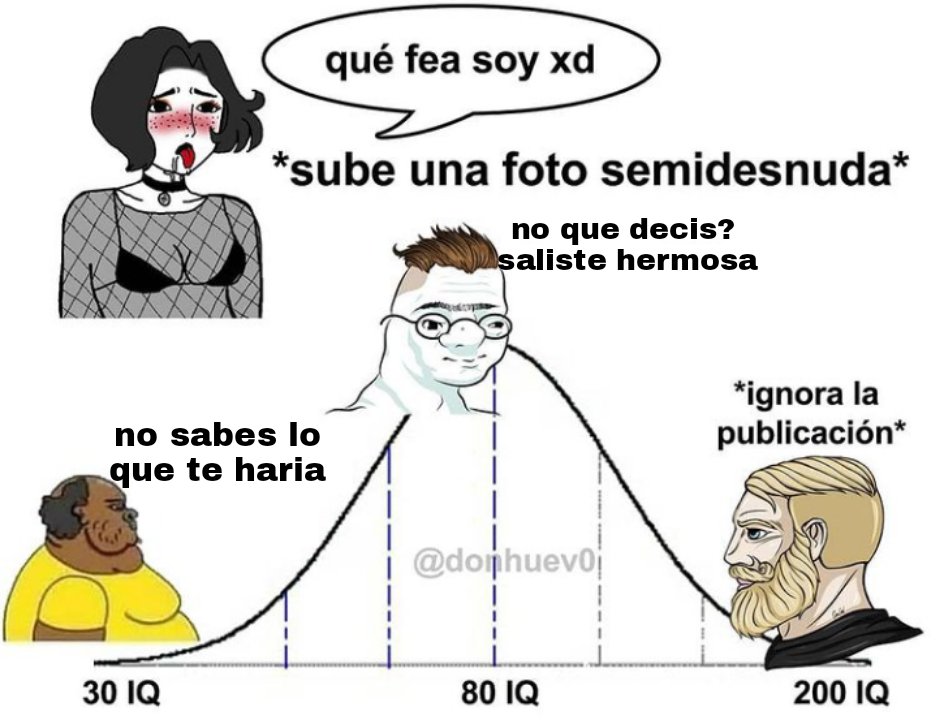 qué fea soy xd
*sube una foto semidesnuda*
no que decis?
saliste hermosa
*ignora la
publicación*
no sabes lo
que te haria
@donhuev0
30 IQ
80 IQ
200 IQ